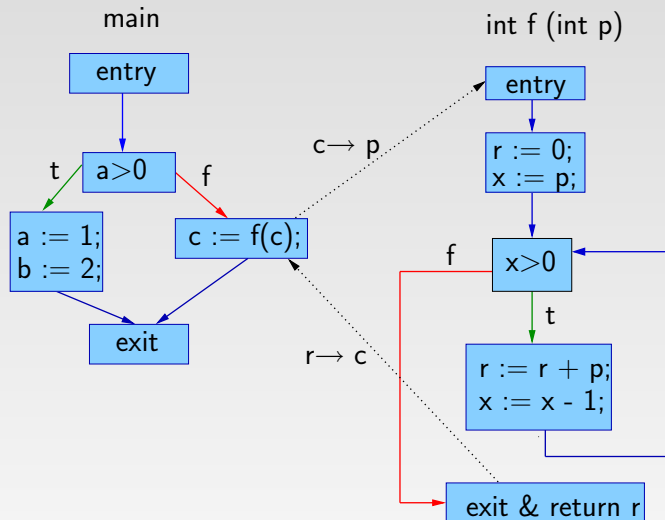 main
entry
a>0
t
f
a := 1;
b := 2;
c := f(c);
exit
c→ p
r→ c
int f (int p)
entry
r := 0;
x := p;
x>0
f
t
r := r + p;
x := x - 1;
exit & return r